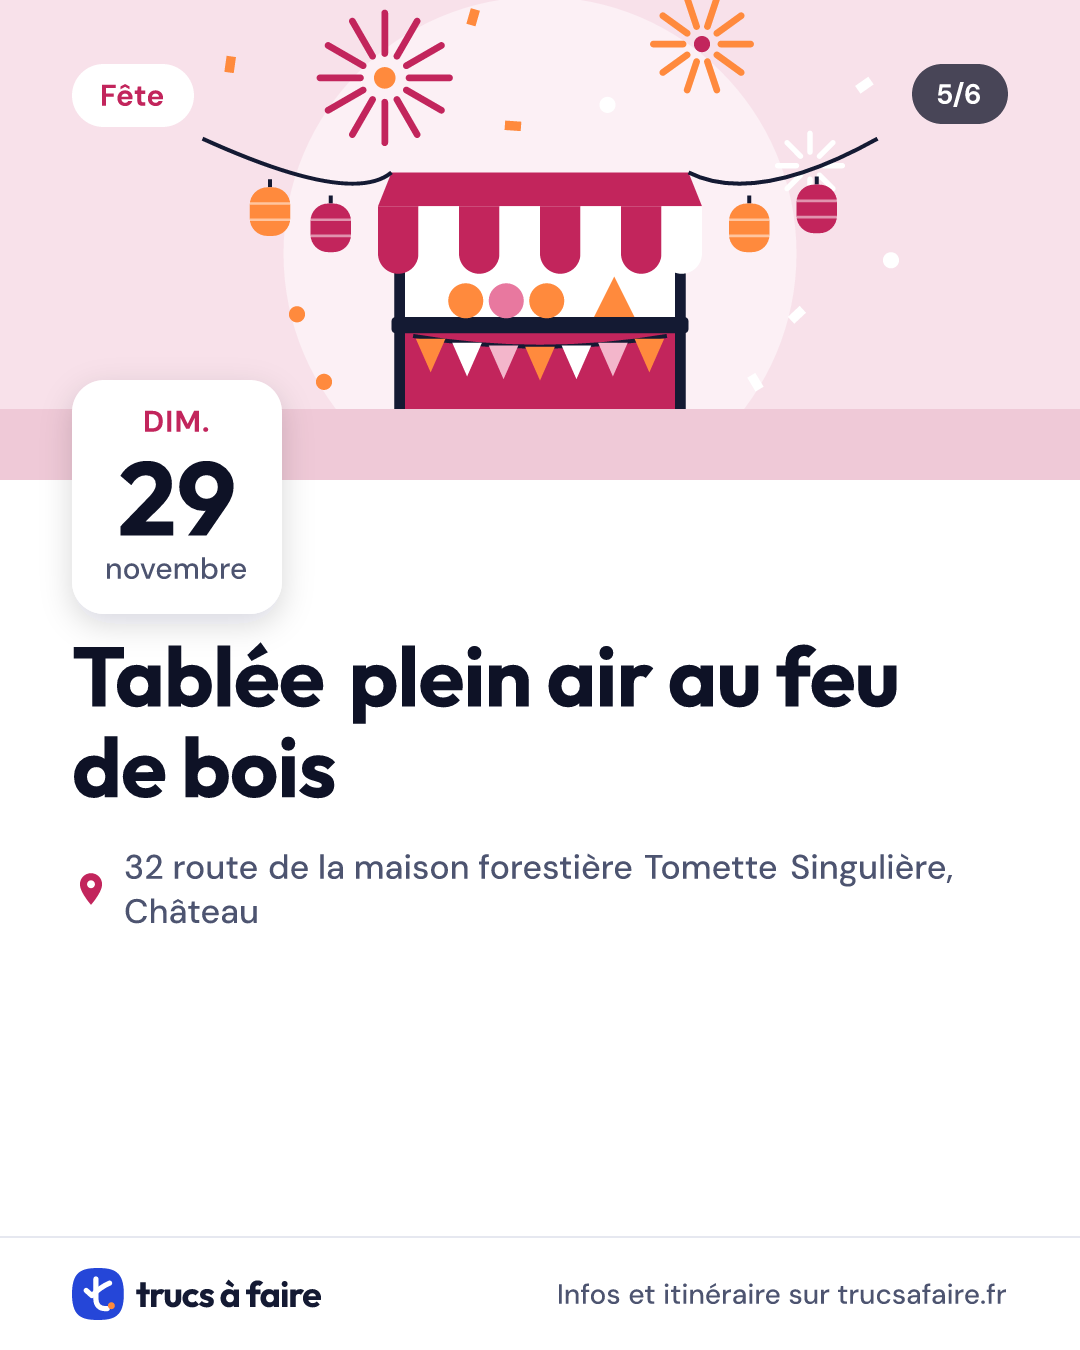 Fête
5/6
DIM.
29
novembre
Tablée plein air au feu
de bois
32 route de la maison forestière Tomette Singulière,
Château
trucs à faire
Infos et itinéraire sur trucsafaire.fr